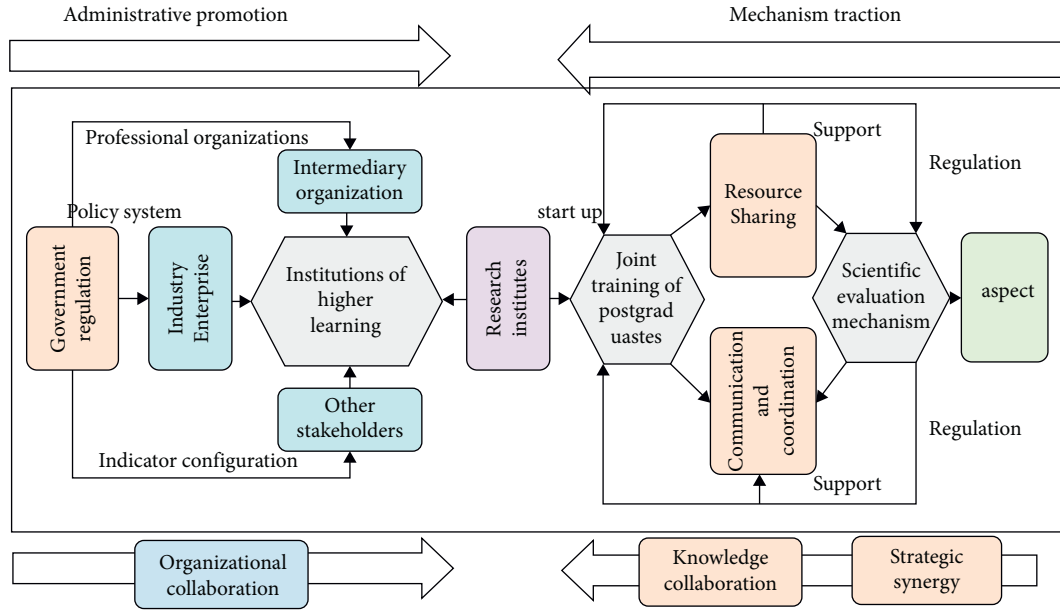 Administrative promotion
Mechanism traction
Professional organizations
Support
Regulation
Intermediary
organization
Resource
Sharing
Policy system
start up
Government
regulation
Industry
Enterprise
Institutions of
higher
learning
Research
institutes
Joint
training of
postgrad
uastes
Scientific
evaluation
mechanism
aspect
Other
stakeholders
Communication
and
coordination
Indicator configuration
Regulation
Support
Organizational
collaboration
Knowledge
collaboration
Strategic
synergy